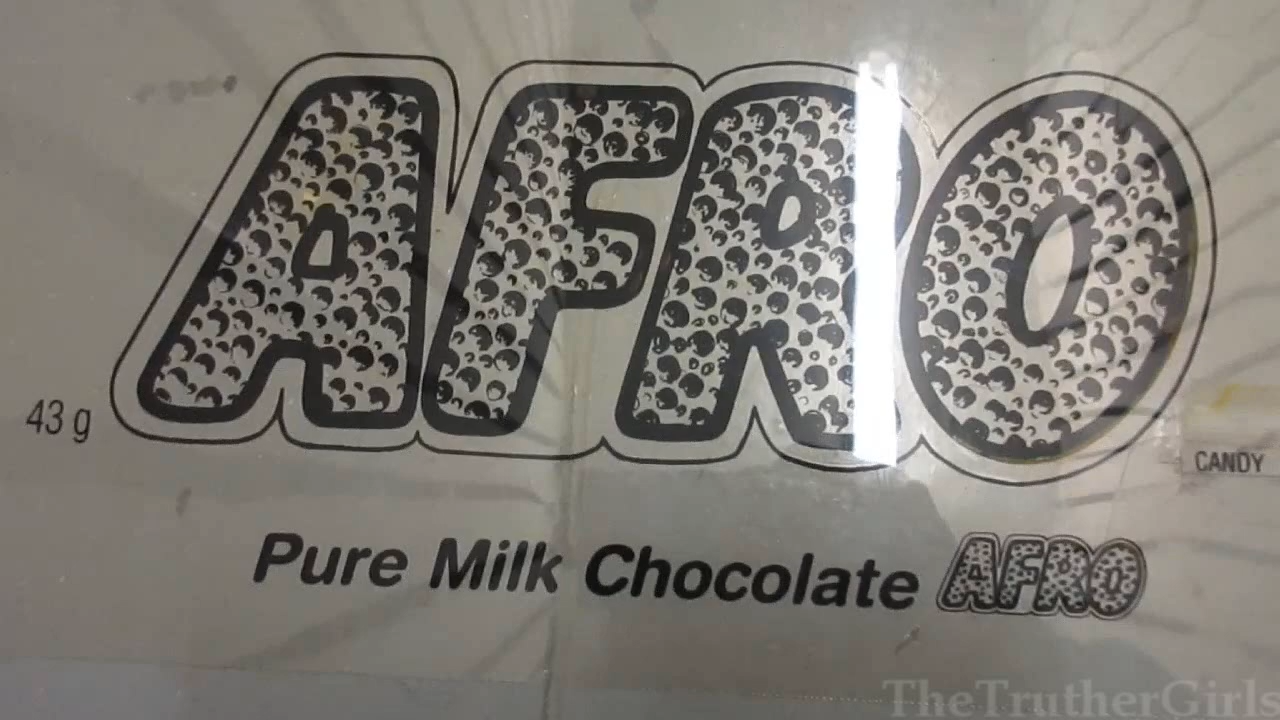 AFRO
43 g
CANDY
Pure Milk Chocolate AFRO
TheTrutherGirls